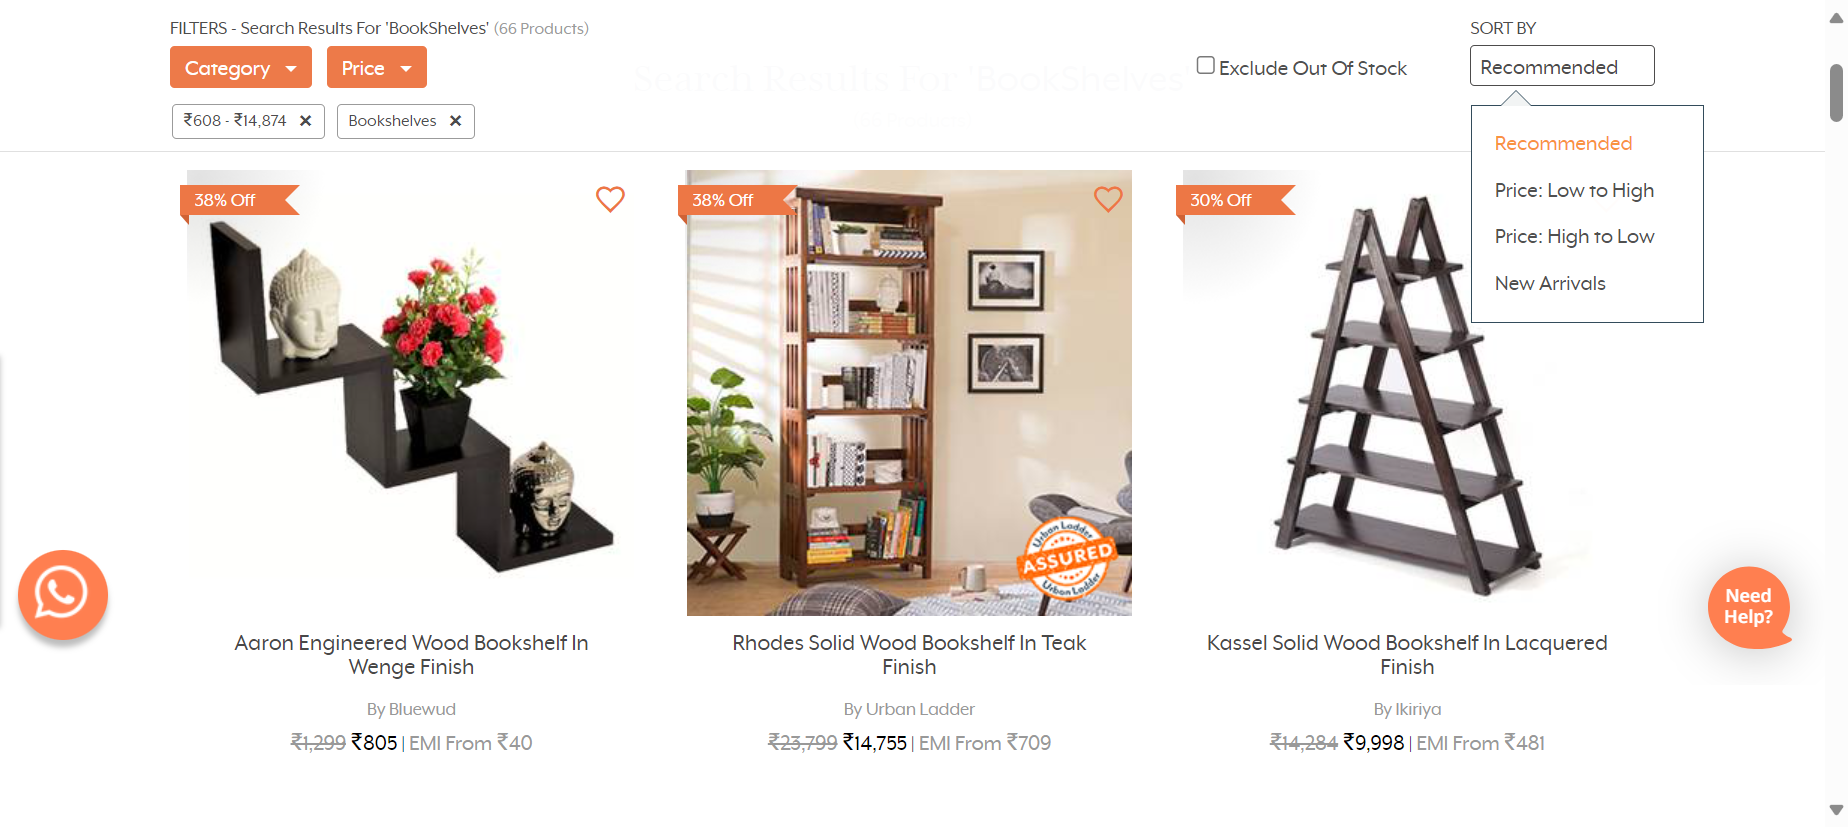 FILTERS - Search Results For 'BookShelves' (66 Products)
SORT BY
Category
Price
Exclude Out Of Stock
Recommended
Search Results For 'BookShelves'
₹608 - ₹14,874 ✕
Bookshelves ✕
Recommended
Price: Low to High
Price: High to Low
New Arrivals
38% Off
38% Off
30% Off
Urban Ladder
ASSURED
Urban Ladder
Need
Help?
Aaron Engineered Wood Bookshelf In
Wenge Finish
By Bluewud
₹1,299 ₹805 | EMI From ₹40
Rhodes Solid Wood Bookshelf In Teak
Finish
By Urban Ladder
₹23,799 ₹14,755 | EMI From ₹709
Kassel Solid Wood Bookshelf In Lacquered
Finish
By Ikiriya
₹14,284 ₹9,998 | EMI From ₹481